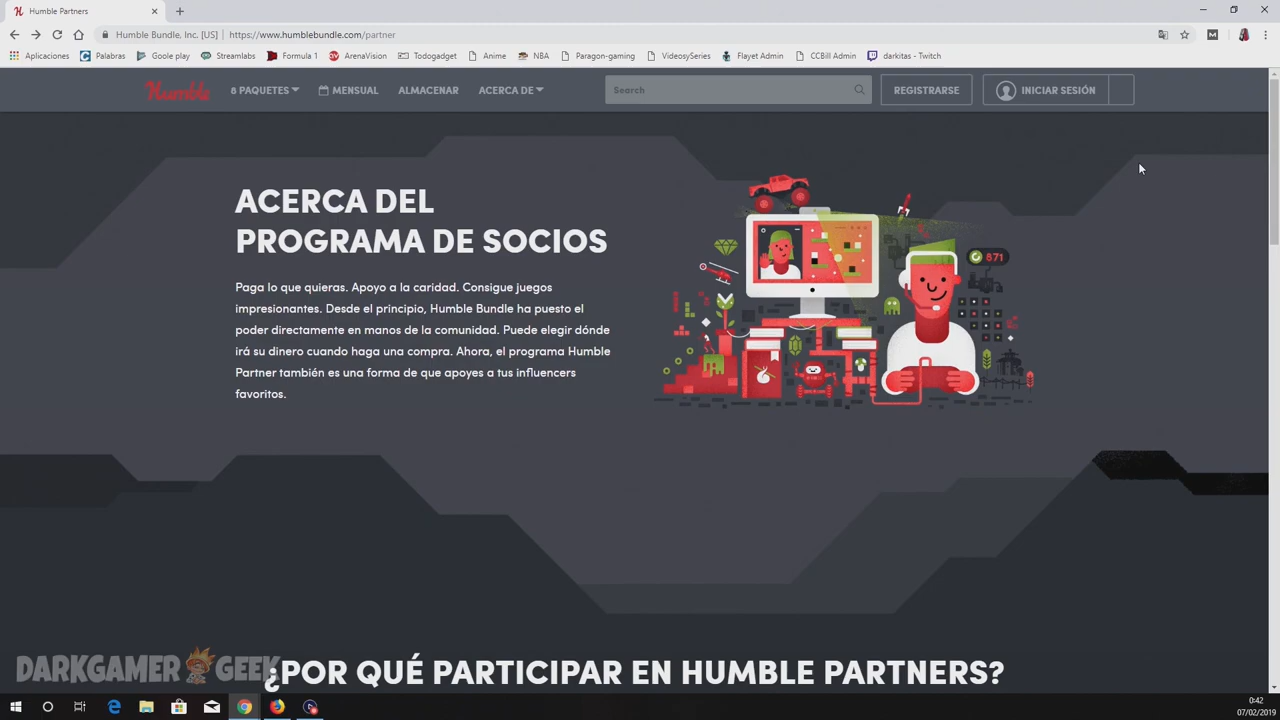 Humble Partners
Humble Bundle, Inc. [US] | https://www.humblebundle.com/partner
Aplicaciones Palabras Goole play Streamlabs Formula 1 ArenaVision Todogadget Anime NBA Paragon-gaming VideosySeries Flayet Admin CCBill Admin darkitas - Twitch
Humble 8 PAQUETES MENSUAL ALMACENAR ACERCA DE Search REGISTRARSE INICIAR SESIÓN
ACERCA DEL
PROGRAMA DE SOCIOS
Paga lo que quieras. Apoyo a la caridad. Consigue juegos
impresionantes. Desde el principio, Humble Bundle ha puesto el
poder directamente en manos de la comunidad. Puede elegir dónde
irá su dinero cuando haga una compra. Ahora, el programa Humble
Partner también es una forma de que apoyes a tus influencers
favoritos.
871
DARKGAMER GEEK
¿POR QUÉ PARTICIPAR EN HUMBLE PARTNERS?
0:42
07/02/2019